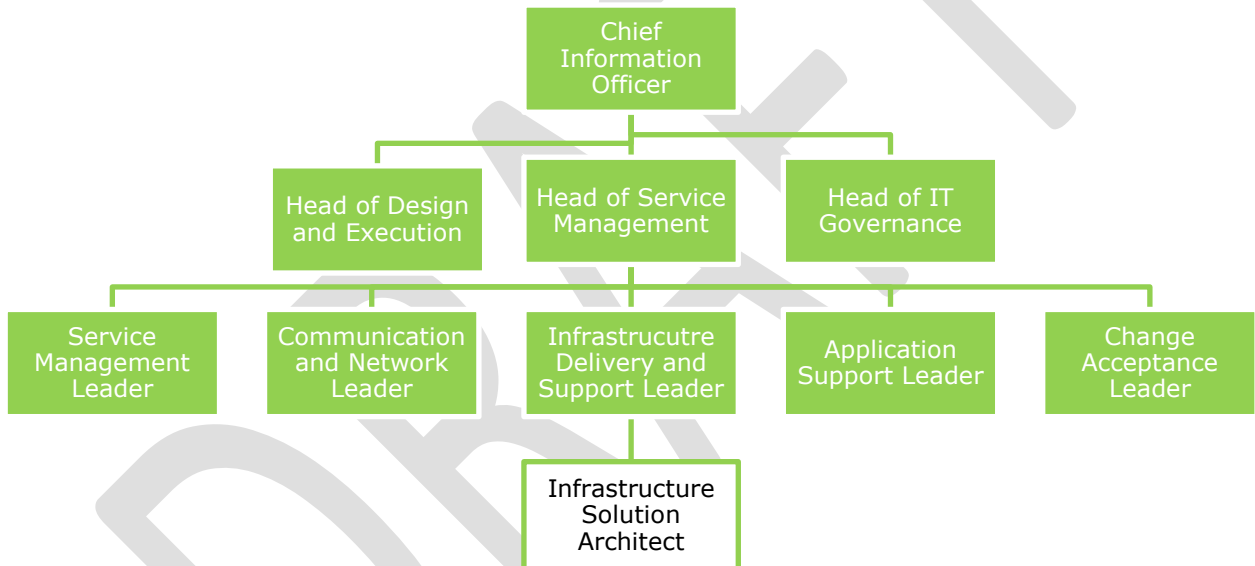 Chief
Information
Officer
Head of Design
and Execution
Head of Service
Management
Head of IT
Governance
Service
Management
Leader
Communication
and Network
Leader
Infrastrucutre
Delivery and
Support Leader
Application
Support Leader
Change
Acceptance
Leader
Infrastructure
Solution
Architect
DRAFT